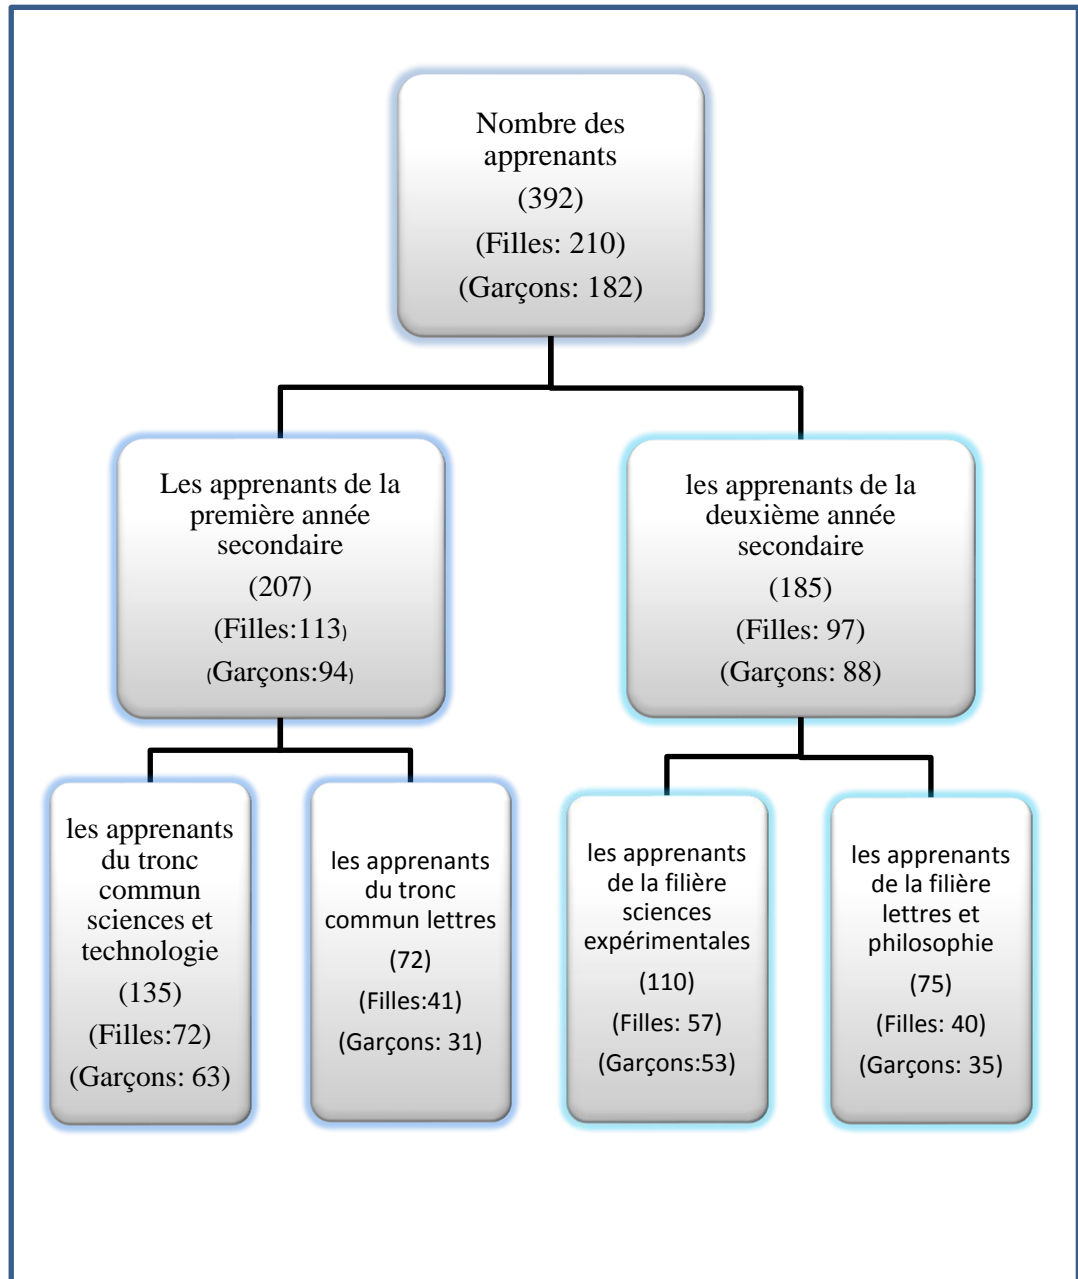 Nombre des
apprenants
(392)
(Filles: 210)
(Garçons: 182)
Les apprenants de la
première année
secondaire
(207)
(Filles:113)
(Garçons:94)
les apprenants de la
deuxième année
secondaire
(185)
(Filles: 97)
(Garçons: 88)
les apprenants
du tronc
commun
sciences et
technologie
(135)
(Filles:72)
(Garçons: 63)
les apprenants
du tronc
commun lettres
(72)
(Filles:41)
(Garçons: 31)
les apprenants
de la filière
sciences
expérimentales
(110)
(Filles: 57)
(Garçons:53)
les apprenants
de la filière
lettres et
philosophie
(75)
(Filles: 40)
(Garçons: 35)